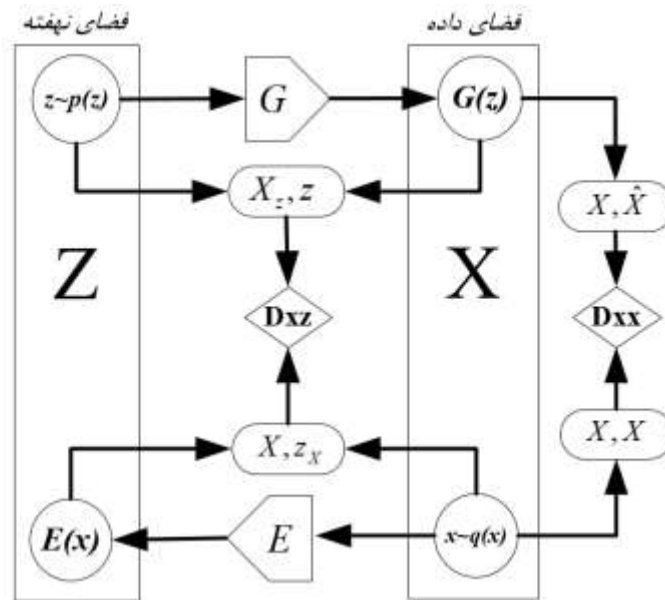 فضای نهفته
فضای داده
z~p(z)
G
G(z)
X_z, z
X, X̂
Z
X
Dxz
Dxx
X, z_X
X, X
E(x)
E
x~q(x)